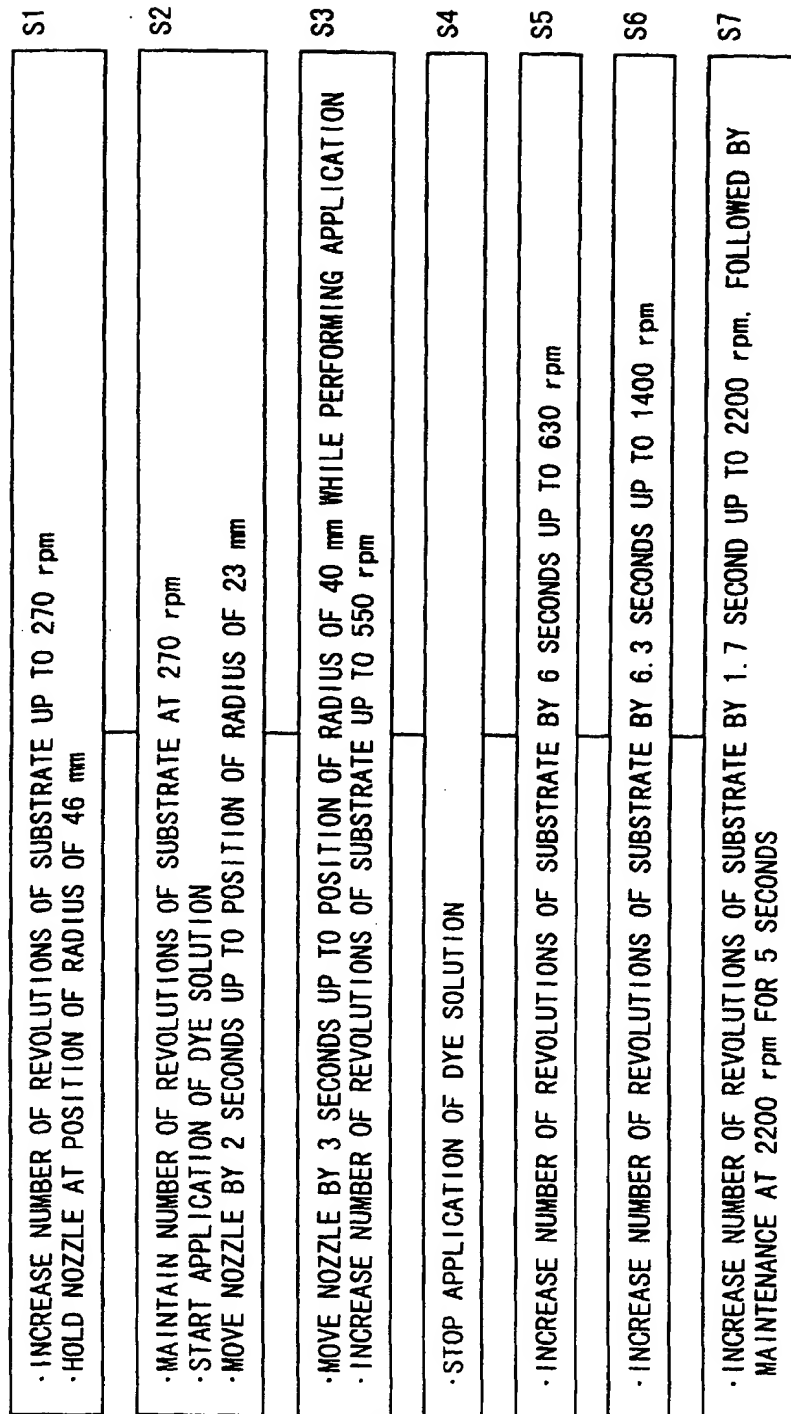 S1
·INCREASE NUMBER OF REVOLUTIONS OF SUBSTRATE UP TO 270 rpm
·HOLD NOZZLE AT POSITION OF RADIUS OF 46 mm
S2
·MAINTAIN NUMBER OF REVOLUTIONS OF SUBSTRATE AT 270 rpm
·START APPLICATION OF DYE SOLUTION
·MOVE NOZZLE BY 2 SECONDS UP TO POSITION OF RADIUS OF 23 mm
S3
·MOVE NOZZLE BY 3 SECONDS UP TO POSITION OF RADIUS OF 40 mm WHILE PERFORMING APPLICATION
·INCREASE NUMBER OF REVOLUTIONS OF SUBSTRATE UP TO 550 rpm
S4
·STOP APPLICATION OF DYE SOLUTION
S5
·INCREASE NUMBER OF REVOLUTIONS OF SUBSTRATE BY 6 SECONDS UP TO 630 rpm
S6
·INCREASE NUMBER OF REVOLUTIONS OF SUBSTRATE BY 6.3 SECONDS UP TO 1400 rpm
S7
·INCREASE NUMBER OF REVOLUTIONS OF SUBSTRATE BY 1.7 SECOND UP TO 2200 rpm, FOLLOWED BY
MAINTENANCE AT 2200 rpm FOR 5 SECONDS